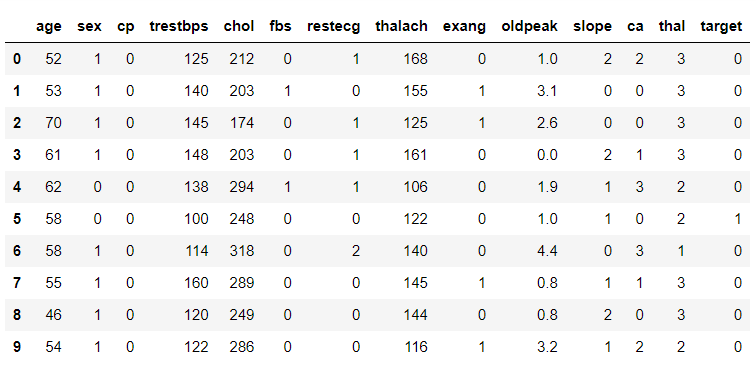 age sex cp trestbps chol fbs restecg thalach exang oldpeak slope ca thal target
0 52 1 0 125 212 0 1 168 0 1.0 2 2 3 0
1 53 1 0 140 203 1 0 155 1 3.1 0 0 3 0
2 70 1 0 145 174 0 1 125 1 2.6 0 0 3 0
3 61 1 0 148 203 0 1 161 0 0.0 2 1 3 0
4 62 0 0 138 294 1 1 106 0 1.9 1 3 2 0
5 58 0 0 100 248 0 0 122 0 1.0 1 0 2 1
6 58 1 0 114 318 0 2 140 0 4.4 0 3 1 0
7 55 1 0 160 289 0 0 145 1 0.8 1 1 3 0
8 46 1 0 120 249 0 0 144 0 0.8 2 0 3 0
9 54 1 0 122 286 0 0 116 1 3.2 1 2 2 0